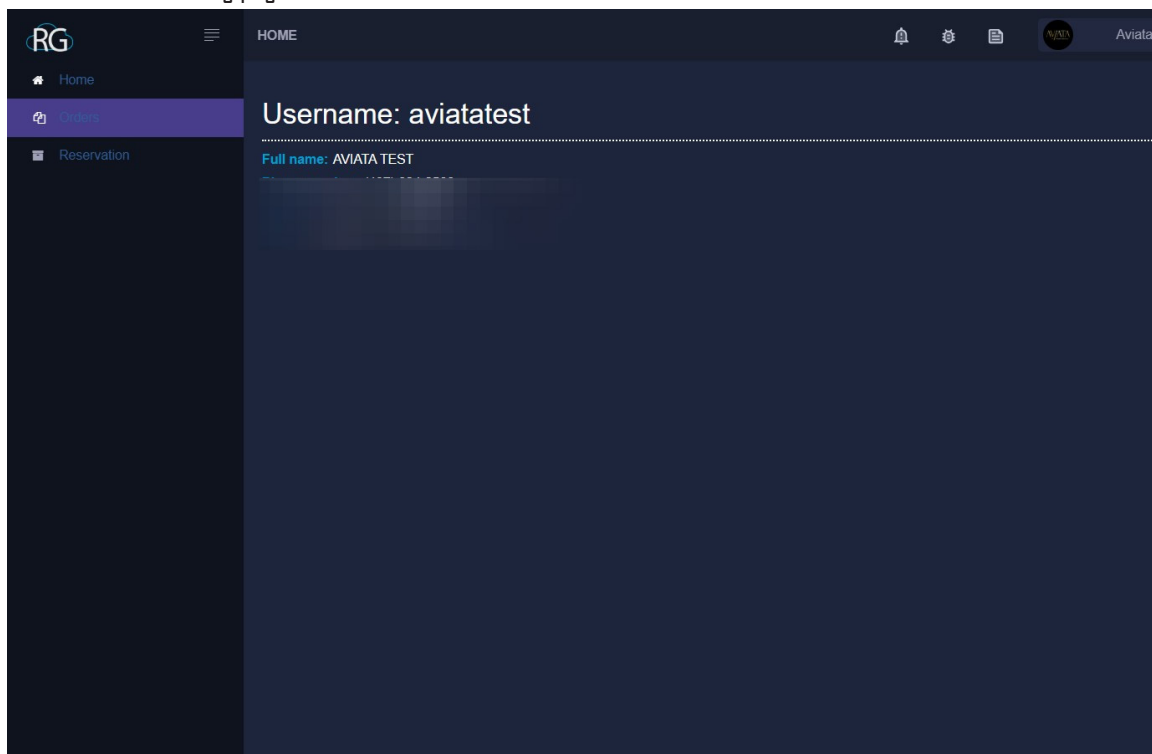 RG
HOME
Aviata
Home
Orders
Reservation
Username: aviatatest
Full name: AVIATA TEST